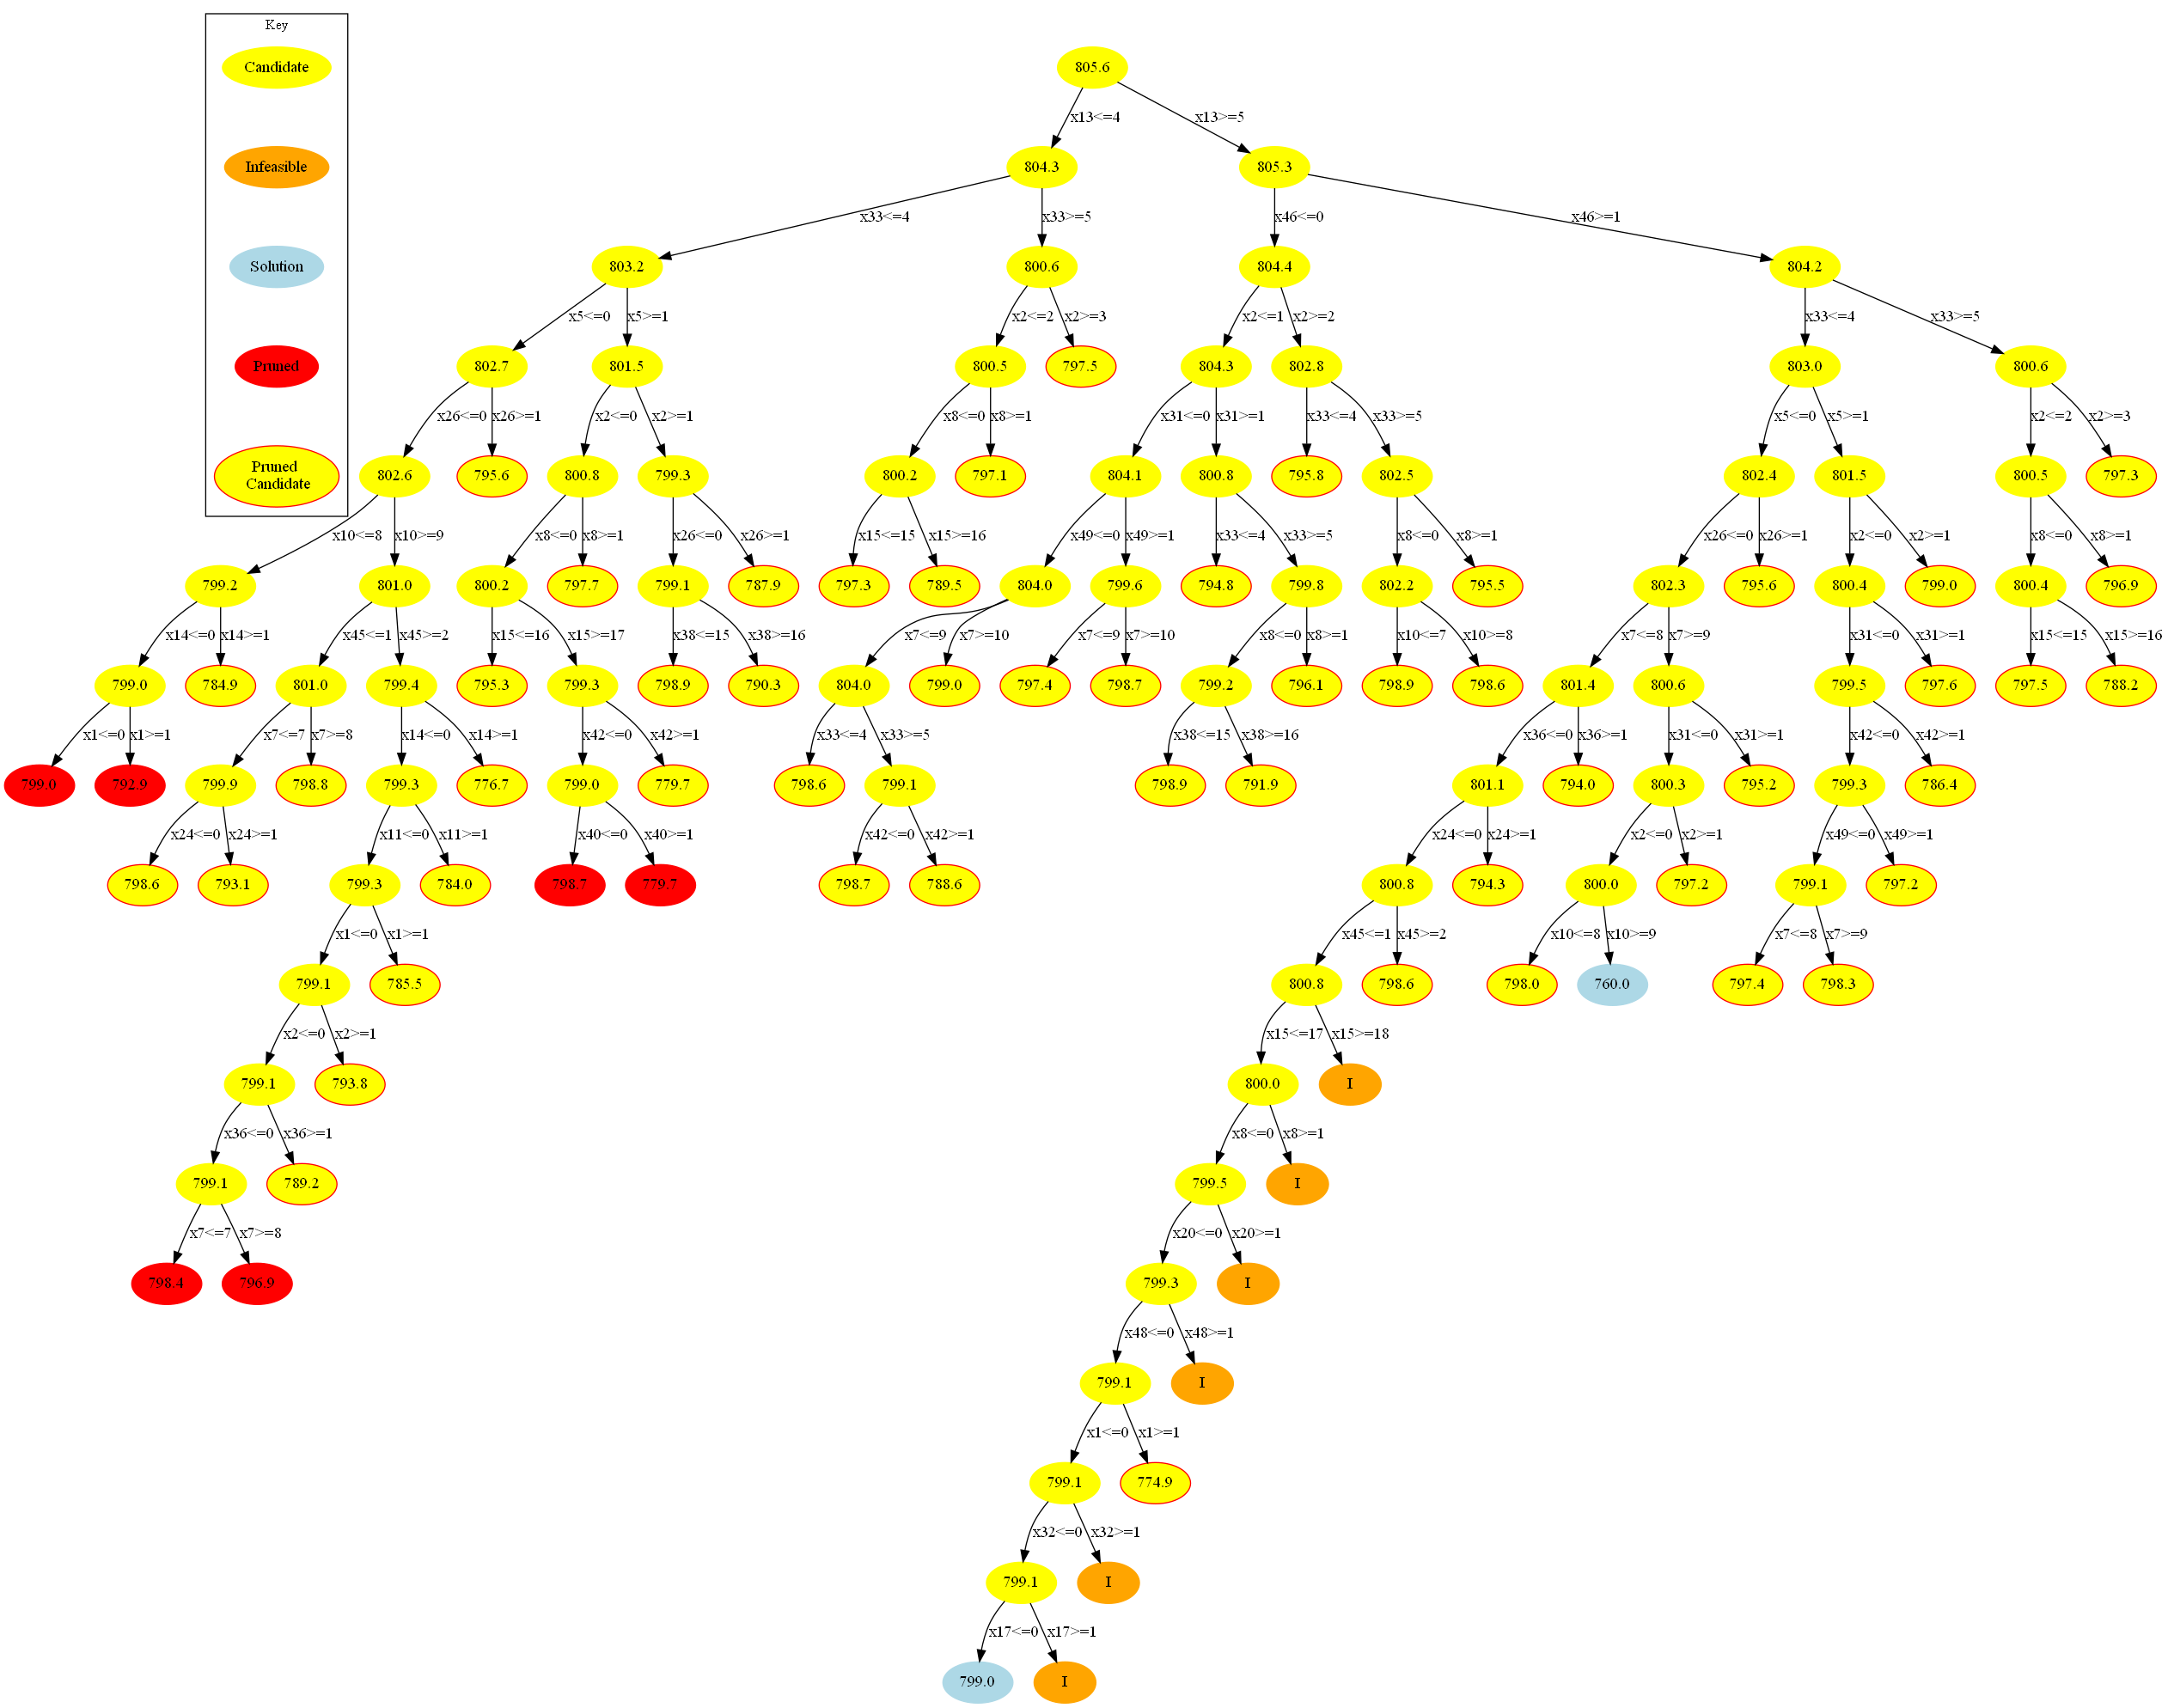 Key
Candidate
805.6
x13<=4
x13>=5
Infeasible
804.3
805.3
x33<=4
x33>=5
x46<=0
x46>=1
Solution
803.2
800.6
804.4
804.2
x5<=0
x5>=1
x2<=2
x2>=3
x2<=1
x2>=2
x33<=4
x33>=5
Pruned
802.7
801.5
800.5
797.5
804.3
802.8
803.0
800.6
x26<=0
x26>=1
x2<=0
x2>=1
x8<=0
x8>=1
x31<=0
x31>=1
x33<=4
x33>=5
x5<=0
x5>=1
x2<=2
x2>=3
Pruned
Candidate
802.6
795.6
800.8
799.3
800.2
797.1
804.1
800.8
795.8
802.5
802.4
801.5
800.5
797.3
x10<=8
x10>=9
x8<=0
x8>=1
x26<=0
x26>=1
x15<=15
x15>=16
x49<=0
x49>=1
x33<=4
x33>=5
x8<=0
x8>=1
x26<=0
x26>=1
x2<=0
x2>=1
x8<=0
x8>=1
799.2
801.0
800.2
797.7
799.1
787.9
797.3
789.5
804.0
799.6
794.8
799.8
802.2
795.5
802.3
795.6
800.4
799.0
800.4
796.9
x14<=0
x14>=1
x45<=1
x45>=2
x15<=16
x15>=17
x38<=15
x38>=16
x7<=9
x7>=10
x7<=9
x7>=10
x8<=0
x8>=1
x10<=7
x10>=8
x7<=8
x7>=9
x31<=0
x31>=1
x15<=15
x15>=16
799.0
784.9
801.0
799.4
795.3
799.3
798.9
790.3
804.0
799.0
797.4
798.7
799.2
796.1
798.9
798.6
801.4
800.6
799.5
797.6
797.5
788.2
x1<=0
x1>=1
x7<=7
x7>=8
x14<=0
x14>=1
x42<=0
x42>=1
x33<=4
x33>=5
x38<=15
x38>=16
x36<=0
x36>=1
x31<=0
x31>=1
x42<=0
x42>=1
799.0
792.9
799.9
798.8
799.3
776.7
799.0
779.7
798.6
799.1
798.9
791.9
801.1
794.0
800.3
795.2
799.3
786.4
x24<=0
x24>=1
x11<=0
x11>=1
x40<=0
x40>=1
x42<=0
x42>=1
x24<=0
x24>=1
x2<=0
x2>=1
x49<=0
x49>=1
798.6
793.1
799.3
784.0
798.7
779.7
798.7
788.6
800.8
794.3
800.0
797.2
799.1
797.2
x1<=0
x1>=1
x45<=1
x45>=2
x10<=8
x10>=9
x7<=8
x7>=9
799.1
785.5
800.8
798.6
798.0
760.0
797.4
798.3
x2<=0
x2>=1
x15<=17
x15>=18
799.1
793.8
800.0
I
x36<=0
x36>=1
x8<=0
x8>=1
799.1
789.2
799.5
I
x7<=7
x7>=8
x20<=0
x20>=1
798.4
796.9
799.3
I
x48<=0
x48>=1
799.1
I
x1<=0
x1>=1
799.1
774.9
x32<=0
x32>=1
799.1
I
x17<=0
x17>=1
799.0
I